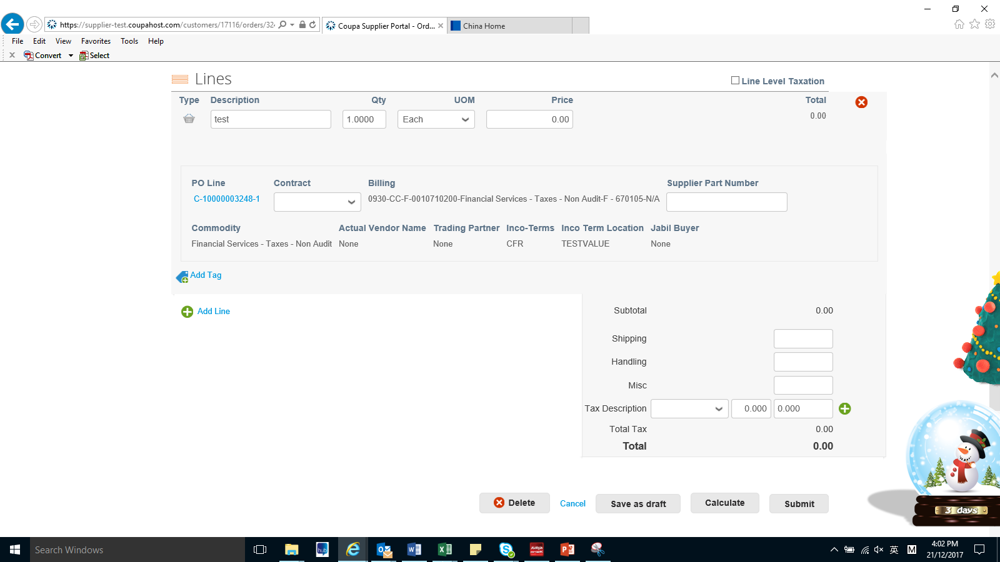 https://supplier-test.coupahost.com/customers/17116/orders/324
Coupa Supplier Portal - Ord...
China Home
File Edit View Favorites Tools Help
x Convert Select
Lines
Line Level Taxation
Type Description Qty UOM Price Total
test 1.0000 Each 0.00 0.00
PO Line Contract Billing Supplier Part Number
C-10000003248-1 0930-CC-F-0010710200-Financial Services - Taxes - Non Audit-F - 670105-N/A
Commodity Actual Vendor Name Trading Partner Inco-Terms Inco Term Location Jabil Buyer
Financial Services - Taxes - Non Audit None None CFR TESTVALUE None
Add Tag
Add Line
Subtotal 0.00
Shipping
Handling
Misc
Tax Description 0.000 0.000
Total Tax 0.00
Total 0.00
Delete Cancel Save as draft Calculate Submit
3 days
Search Windows
hub
英 M
4:02 PM
21/12/2017